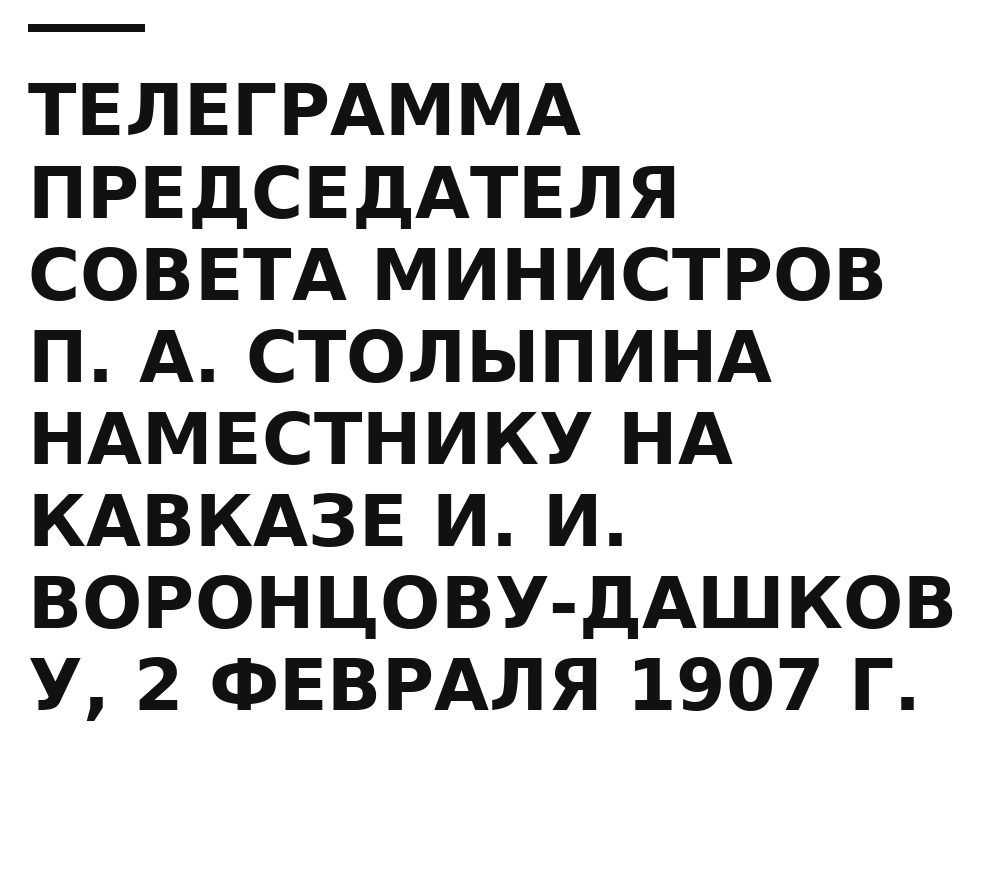 ТЕЛЕГРАММА
ПРЕДСЕДАТЕЛЯ
СОВЕТА МИНИСТРОВ
П. А. СТОЛЫПИНА
НАМЕСТНИКУ НА
КАВКАЗЕ И. И.
ВОРОНЦОВУ-ДАШКОВ
У, 2 ФЕВРАЛЯ 1907 Г.